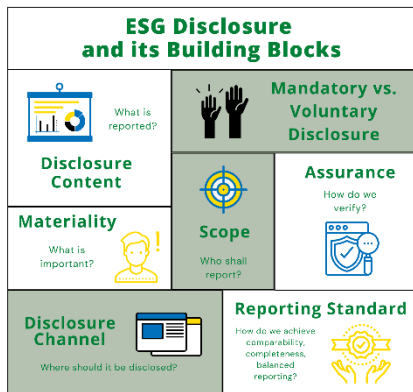 ESG Disclosure
and its Building Blocks
What is
reported?
Disclosure
Content
Mandatory vs.
Voluntary
Disclosure
Materiality
What is
important?
Scope
Who shall
report?
Assurance
How do we
verify?
Disclosure
Channel
Where should it be disclosed?
Reporting Standard
How do we achieve
comparability,
completeness,
balanced
reporting?